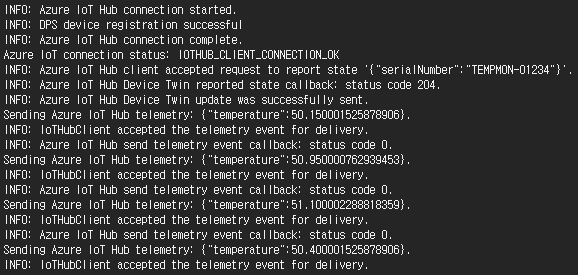 INFO: Azure IoT Hub connection started.
INFO: DPS device registration successful
INFO: Azure IoT Hub connection complete.
Azure IoT connection status: IOTHUB_CLIENT_CONNECTION_OK
INFO: Azure IoT Hub client accepted request to report state '{"serialNumber":"TEMPMON-01234"}'.
INFO: Azure IoT Hub Device Twin reported state callback: status code 204.
INFO: Azure IoT Hub Device Twin update was successfully sent.
Sending Azure IoT Hub telemetry: {"temperature":50.150001525878906}.
INFO: IoTHubClient accepted the telemetry event for delivery.
INFO: Azure IoT Hub send telemetry event callback: status code 0.
Sending Azure IoT Hub telemetry: {"temperature":50.950000762939453}.
INFO: IoTHubClient accepted the telemetry event for delivery.
INFO: Azure IoT Hub send telemetry event callback: status code 0.
Sending Azure IoT Hub telemetry: {"temperature":51.100002288818359}.
INFO: IoTHubClient accepted the telemetry event for delivery.
INFO: Azure IoT Hub send telemetry event callback: status code 0.
Sending Azure IoT Hub telemetry: {"temperature":50.400001525878906}.
INFO: IoTHubClient accepted the telemetry event for delivery.